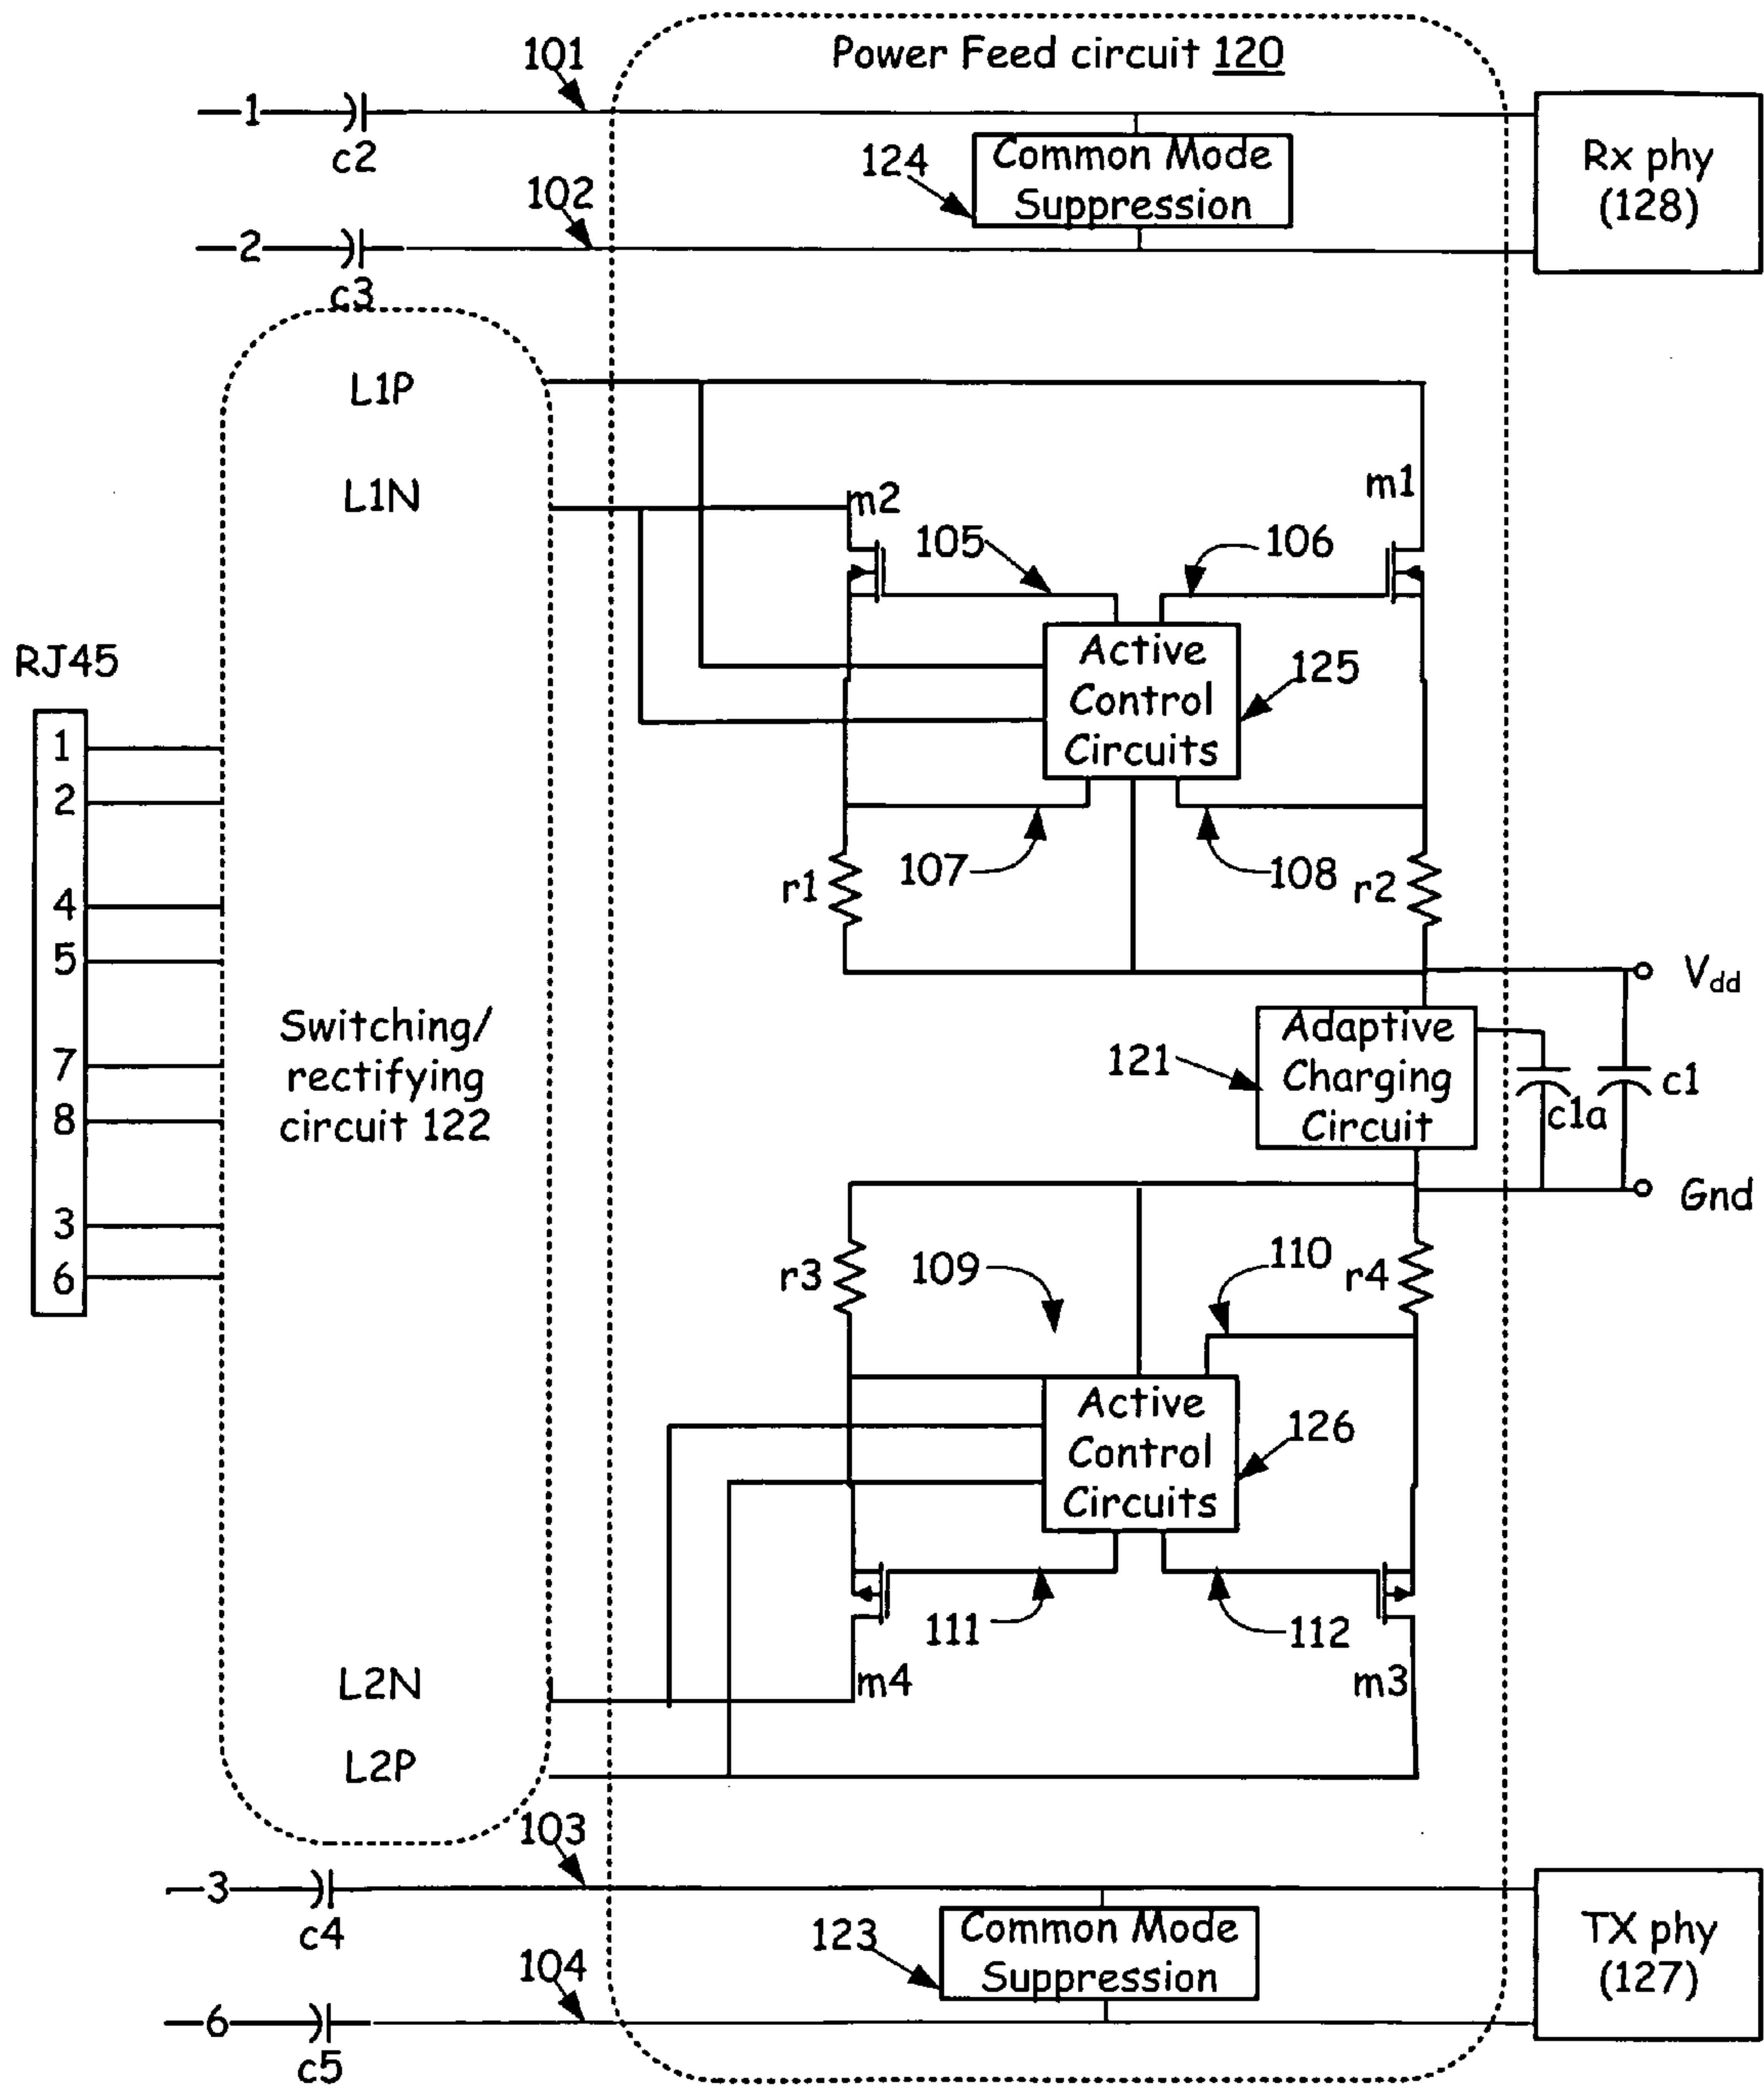 Power Feed circuit 120
101
1
c2
124
Common Mode
Suppression
Rx phy
(128)
102
2
c3
L1P
L1N
m2
m1
105
106
Active
Control
Circuits
125
RJ45
1
2
4
5
7
8
3
6
107
108
r1
r2
Switching/
rectifying
circuit 122
Vdd
121
Adaptive
Charging
Circuit
c1a
c1
Gnd
r3
109
110
r4
Active
Control
Circuits
126
111
112
m4
m3
L2N
L2P
103
3
c4
123
Common Mode
Suppression
TX phy
(127)
104
6
c5